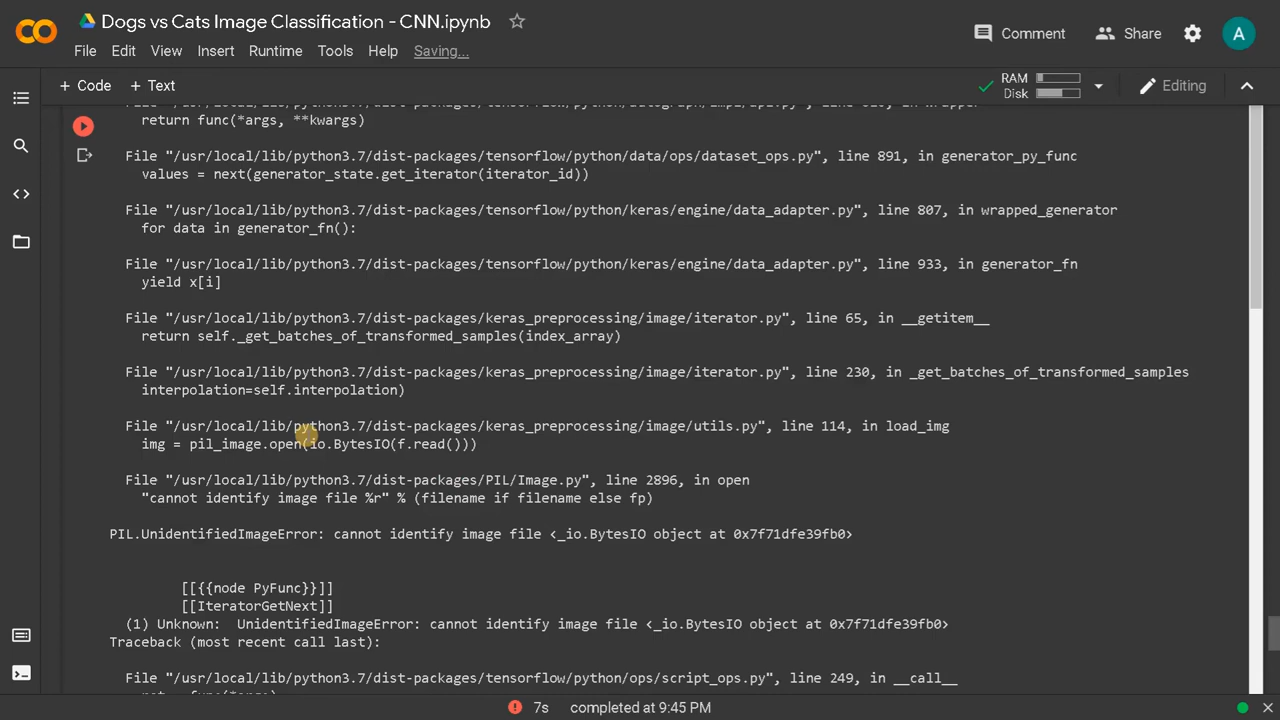 Dogs vs Cats Image Classification - CNN.ipynb
File Edit View Insert Runtime Tools Help Saving...
Comment Share A
+ Code + Text
RAM
Disk
Editing
return func(*args, **kwargs)
File "/usr/local/lib/python3.7/dist-packages/tensorflow/python/data/ops/dataset_ops.py", line 891, in generator_py_func
values = next(generator_state.get_iterator(iterator_id))
File "/usr/local/lib/python3.7/dist-packages/tensorflow/python/keras/engine/data_adapter.py", line 807, in wrapped_generator
for data in generator_fn():
File "/usr/local/lib/python3.7/dist-packages/tensorflow/python/keras/engine/data_adapter.py", line 933, in generator_fn
yield x[i]
File "/usr/local/lib/python3.7/dist-packages/keras_preprocessing/image/iterator.py", line 65, in __getitem__
return self._get_batches_of_transformed_samples(index_array)
File "/usr/local/lib/python3.7/dist-packages/keras_preprocessing/image/iterator.py", line 230, in _get_batches_of_transformed_samples
interpolation=self.interpolation)
File "/usr/local/lib/python3.7/dist-packages/keras_preprocessing/image/utils.py", line 114, in load_img
img = pil_image.open(io.BytesIO(f.read()))
File "/usr/local/lib/python3.7/dist-packages/PIL/Image.py", line 2896, in open
"cannot identify image file %r" % (filename if filename else fp)
PIL.UnidentifiedImageError: cannot identify image file <_io.BytesIO object at 0x7f71dfe39fb0>
[[{{node PyFunc}}]]
[[IteratorGetNext]]
(1) Unknown:  UnidentifiedImageError: cannot identify image file <_io.BytesIO object at 0x7f71dfe39fb0>
Traceback (most recent call last):
File "/usr/local/lib/python3.7/dist-packages/tensorflow/python/ops/script_ops.py", line 249, in __call__
7s completed at 9:45 PM